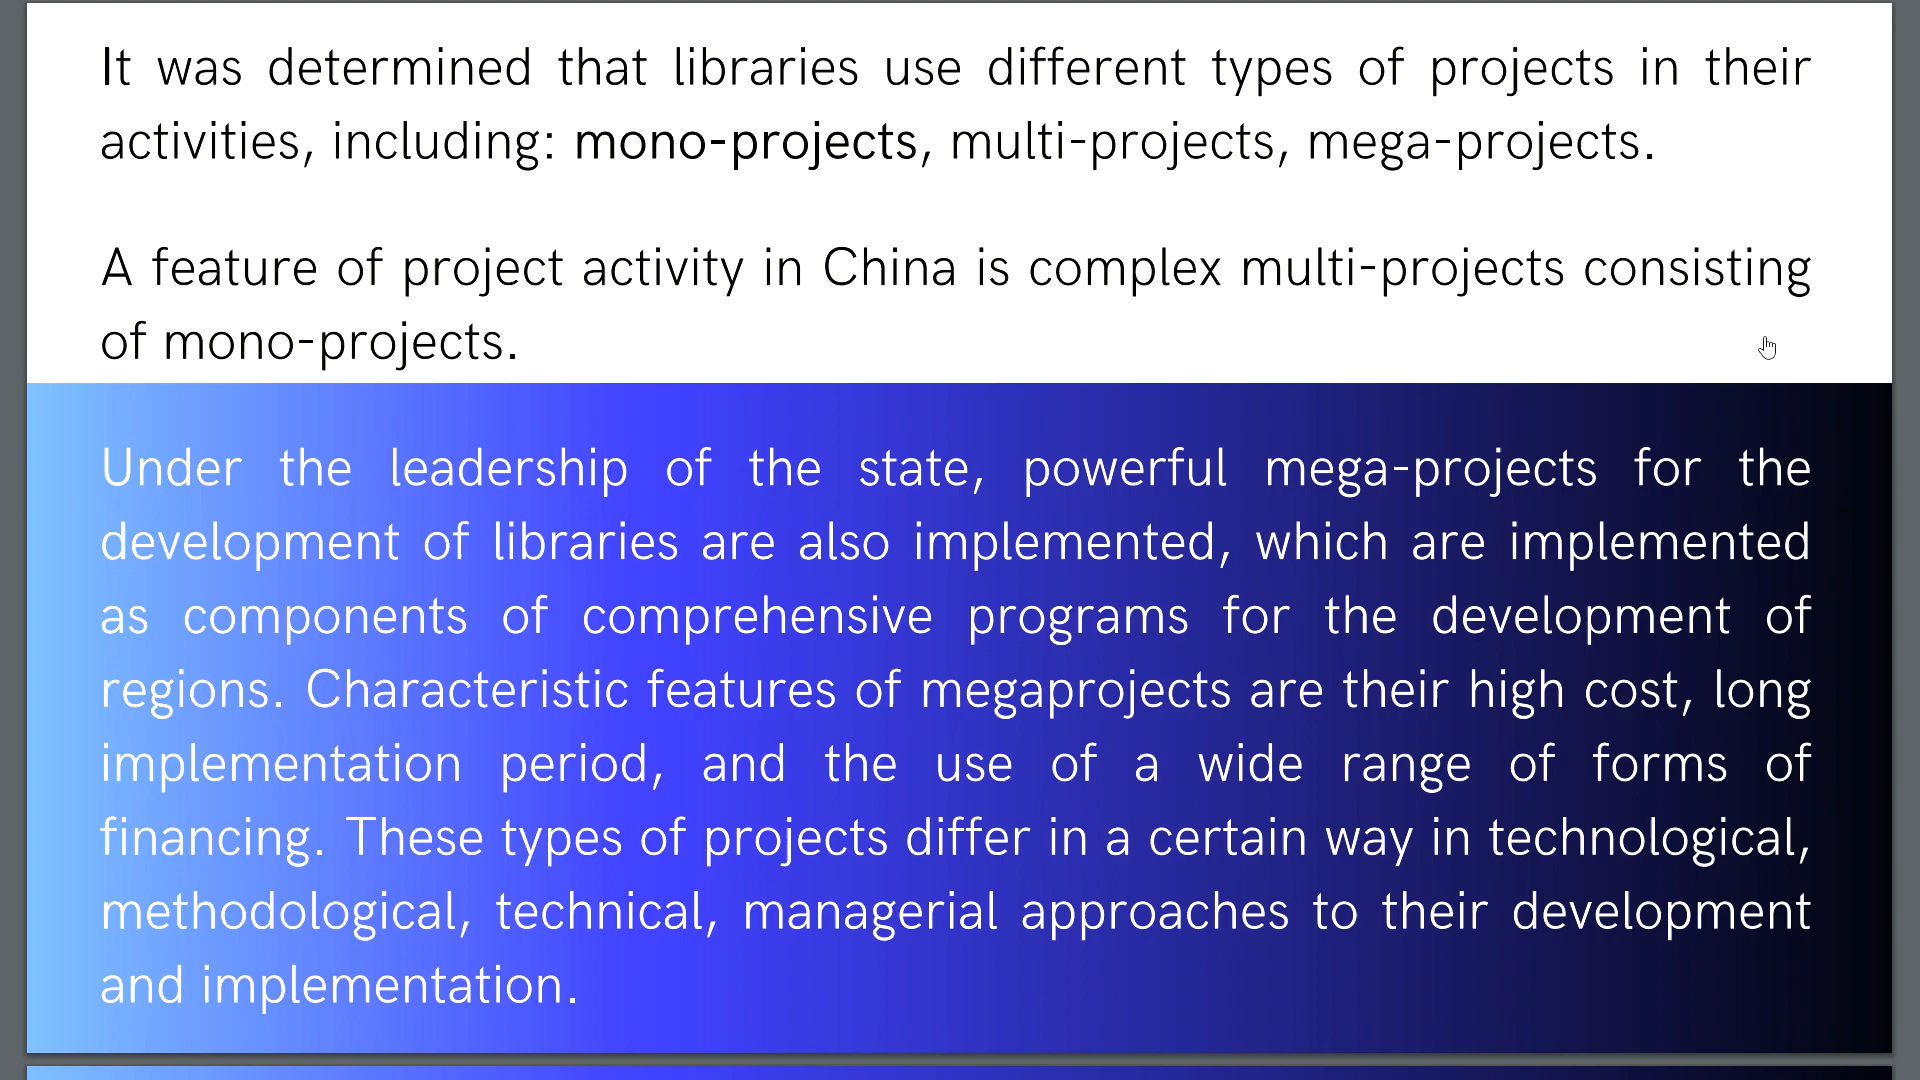 It was determined that libraries use different types of projects in their
activities, including: mono-projects, multi-projects, mega-projects.
A feature of project activity in China is complex multi-projects consisting
of mono-projects.
Under the leadership of the state, powerful mega-projects for the
development of libraries are also implemented, which are implemented
as components of comprehensive programs for the development of
regions. Characteristic features of megaprojects are their high cost, long
implementation period, and the use of a wide range of forms of
financing. These types of projects differ in a certain way in technological,
methodological, technical, managerial approaches to their development
and implementation.